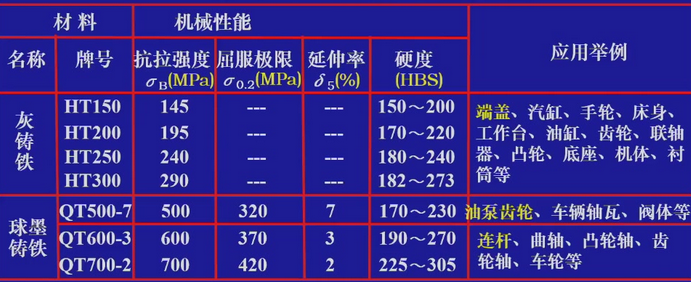 材料 机械性能 应用举例
名称 牌号 抗拉强度 σB(MPa) 屈服极限 σ0.2(MPa) 延伸率 δ5(%) 硬度 (HBS)
灰铸铁
HT150 145 --- --- 150～200
HT200 195 --- --- 170～220
HT250 240 --- --- 180～240
HT300 290 --- --- 182～273
端盖、汽缸、手轮、床身、
工作台、油缸、齿轮、联轴
器、凸轮、底座、机体、衬
筒等
球墨
铸铁
QT500-7 500 320 7 170～230 油泵齿轮、车辆轴瓦、阀体等
QT600-3 600 370 3 190～270
QT700-2 700 420 2 225～305
连杆、曲轴、凸轮轴、齿
轮轴、车轮等